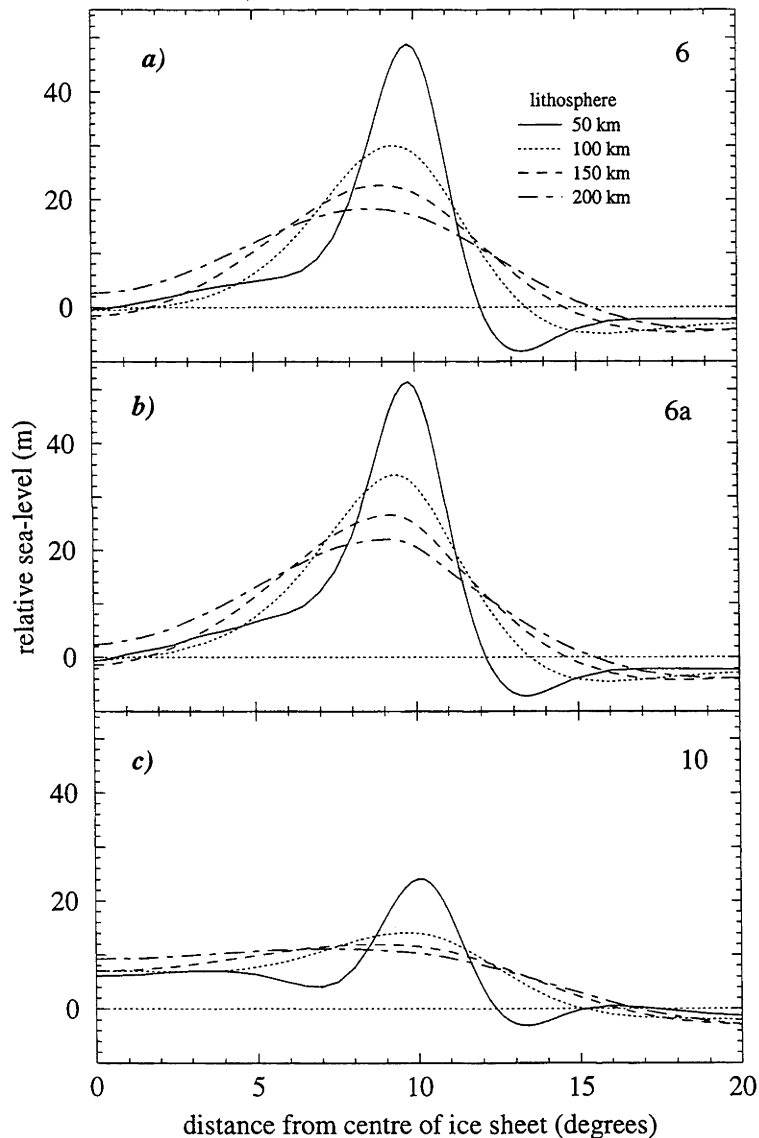 a)
6
lithosphere
50 km
100 km
150 km
200 km
40
20
0
b)
6a
40
20
0
relative sea-level (m)
c)
10
40
20
0
0 5 10 15 20
distance from centre of ice sheet (degrees)